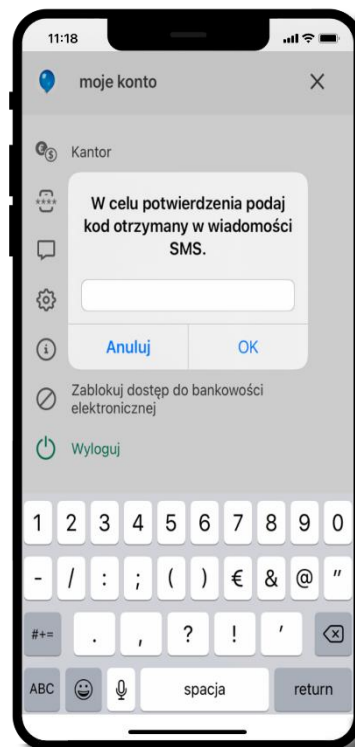 11:18
moje konto
Kantor
W celu potwierdzenia podaj
kod otrzymany w wiadomości
SMS.
Anuluj OK
Zablokuj dostęp do bankowości
elektronicznej
Wyloguj
1 2 3 4 5 6 7 8 9 0
- / : ; ( ) € & @ "
#+= . , ? ! '
ABC spacja return